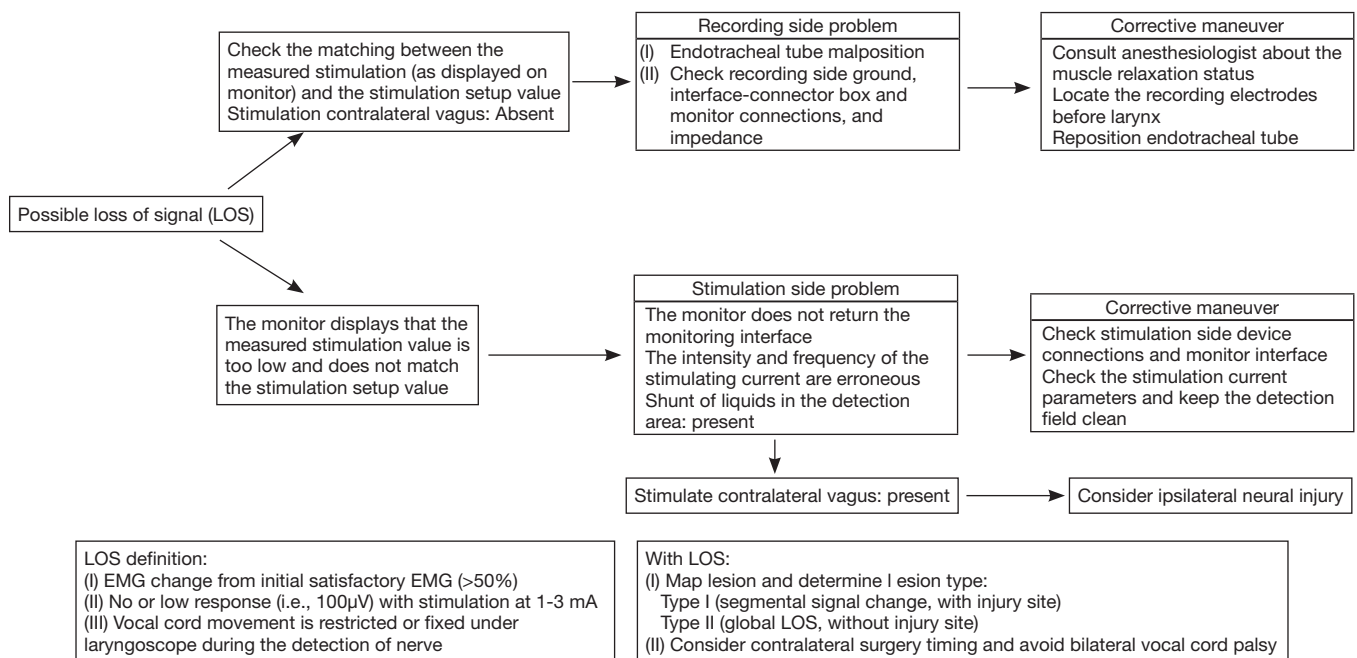 Check the matching between the
measured stimulation (as displayed on
monitor) and the stimulation setup value
Stimulation contralateral vagus: Absent
Recording side problem
(I) Endotracheal tube malposition
(II) Check recording side ground,
interface-connector box and
monitor connections, and
impedance
Corrective maneuver
Consult anesthesiologist about the
muscle relaxation status
Locate the recording electrodes
before larynx
Reposition endotracheal tube
Possible loss of signal (LOS)
The monitor displays that the
measured stimulation value is
too low and does not match
the stimulation setup value
Stimulation side problem
The monitor does not return the
monitoring interface
The intensity and frequency of the
stimulating current are erroneous
Shunt of liquids in the detection
area: present
Corrective maneuver
Check stimulation side device
connections and monitor interface
Check the stimulation current
parameters and keep the detection
field clean
Stimulate contralateral vagus: present
Consider ipsilateral neural injury
LOS definition:
(I) EMG change from initial satisfactory EMG (>50%)
(II) No or low response (i.e., 100μV) with stimulation at 1-3 mA
(III) Vocal cord movement is restricted or fixed under
laryngoscope during the detection of nerve
With LOS:
(I) Map lesion and determine l esion type:
Type I (segmental signal change, with injury site)
Type II (global LOS, without injury site)
(II) Consider contralateral surgery timing and avoid bilateral vocal cord palsy